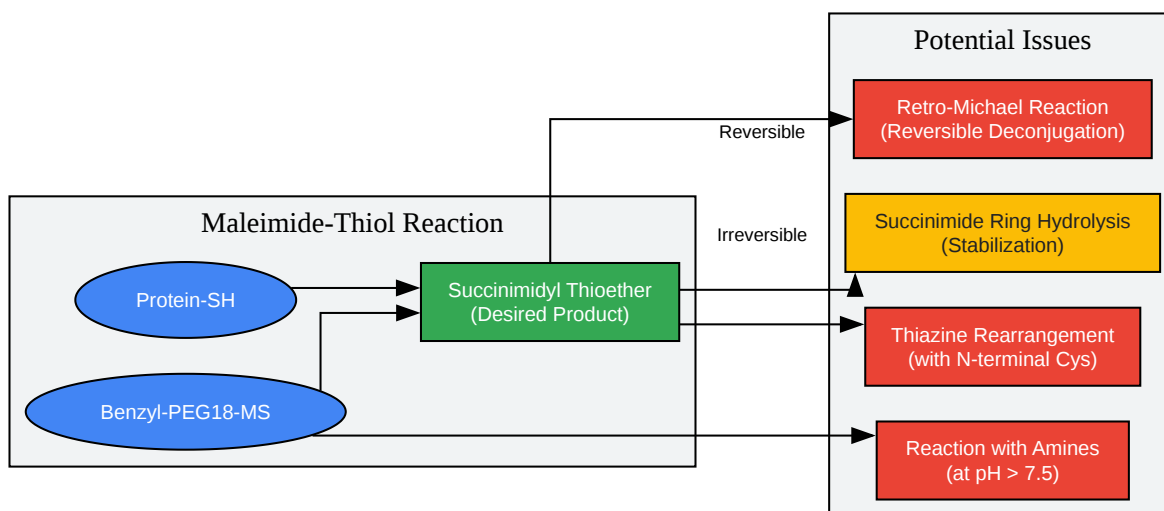 Potential Issues
Retro-Michael Reaction
(Reversible Deconjugation)
Reversible
Maleimide-Thiol Reaction
Succinimide Ring Hydrolysis
(Stabilization)
Irreversible
Protein-SH
Succinimidyl Thioether
(Desired Product)
Thiazine Rearrangement
(with N-terminal Cys)
Benzyl-PEG18-MS
Reaction with Amines
(at pH > 7.5)